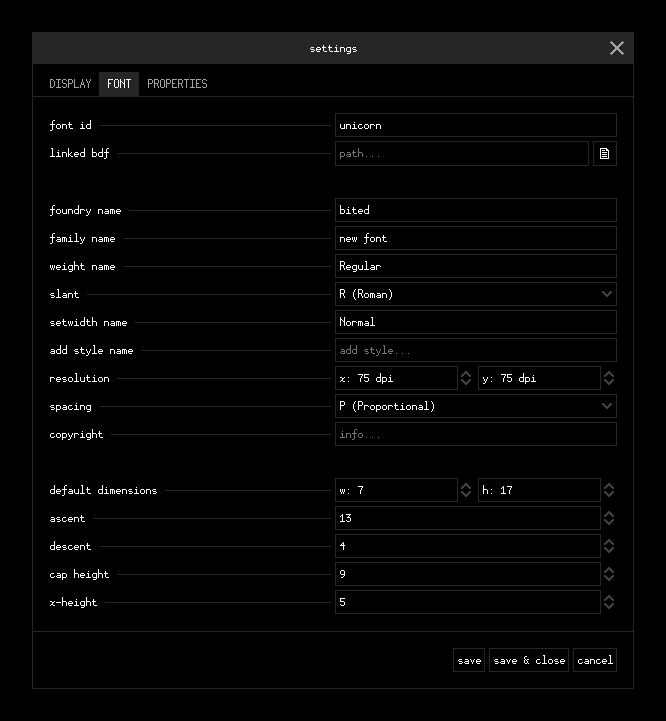 settings
DISPLAY FONT PROPERTIES
font id unicorn
linked bdf path...
foundry name bited
family name new font
weight name Regular
slant R (Roman)
setwidth name Normal
add style name add style...
resolution x: 75 dpi y: 75 dpi
spacing P (Proportional)
copyright info...
default dimensions w: 7 h: 17
ascent 13
descent 4
cap height 9
x-height 5
save save & close cancel